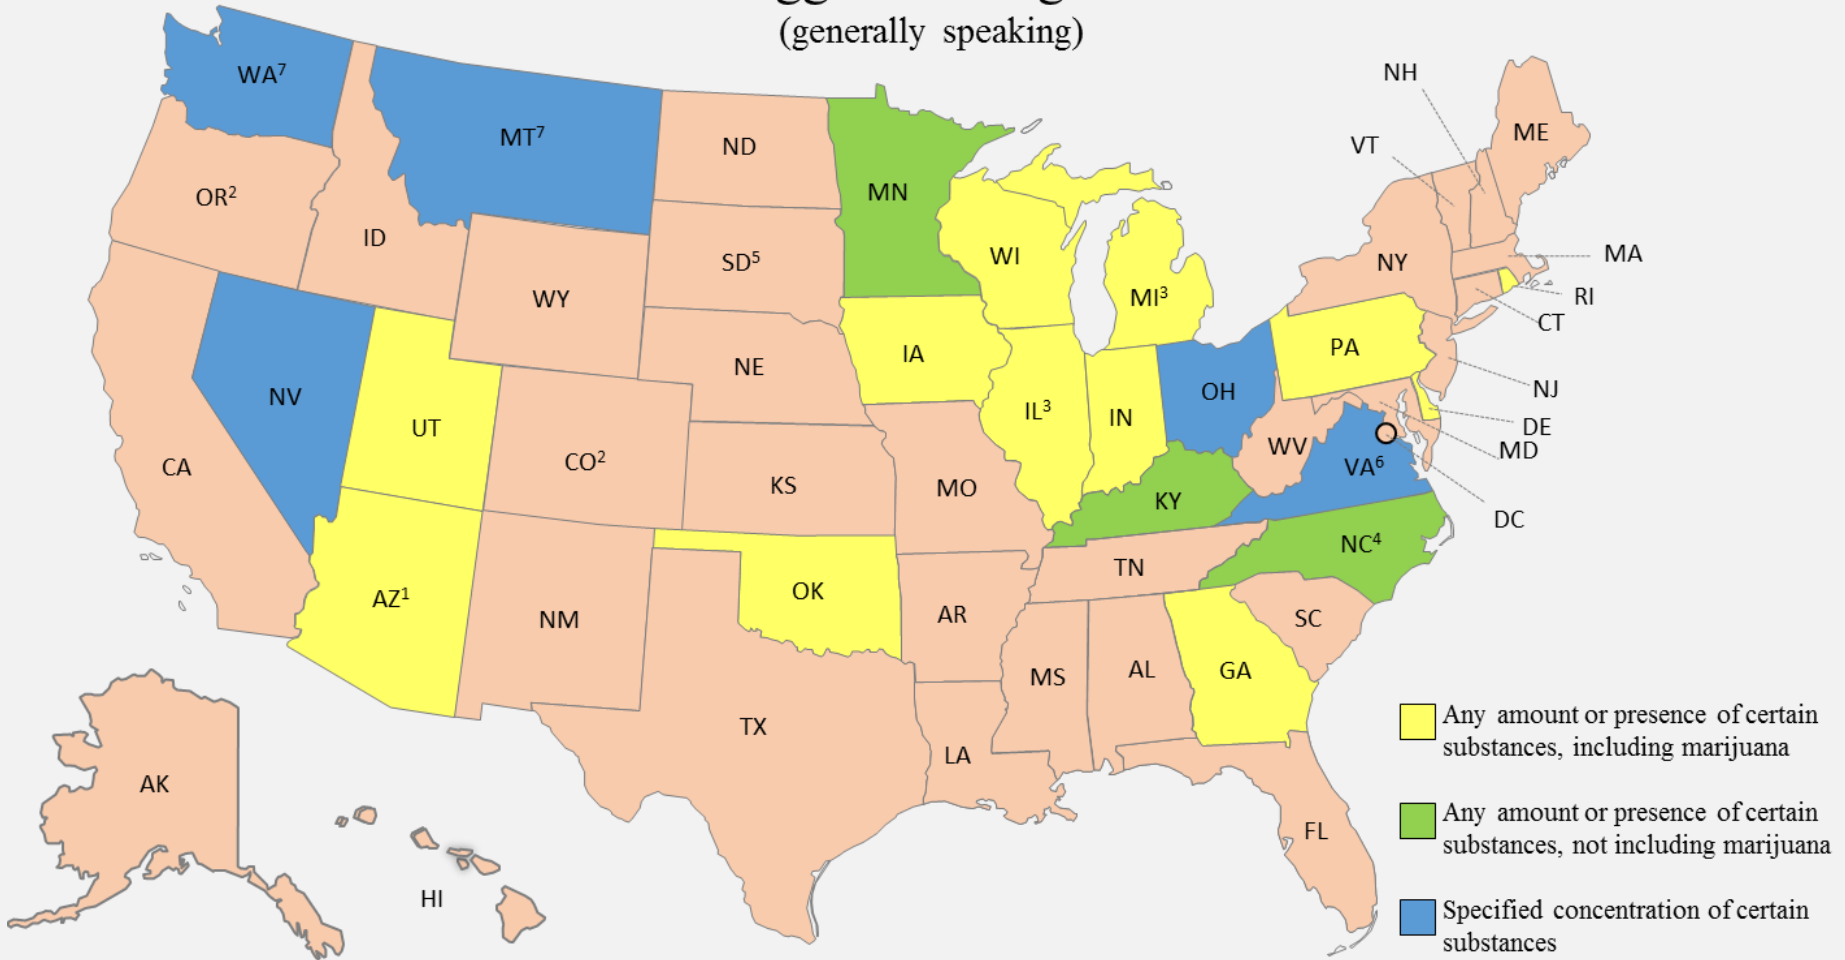 (generally speaking)
WA⁷
MT⁷
ND
MN
NH
VT
ME
OR²
ID
SD⁵
WI
MI³
NY
MA
RI
CT
WY
NE
IA
PA
NJ
NV
UT
CO²
KS
MO
IL³
IN
OH
WV
VA⁶
DE
MD
DC
CA
KY
NC⁴
TN
AZ¹
NM
OK
AR
SC
MS
AL
GA
TX
LA
FL
AK
HI
Any amount or presence of certain
substances, including marijuana
Any amount or presence of certain
substances, not including marijuana
Specified concentration of certain
substances